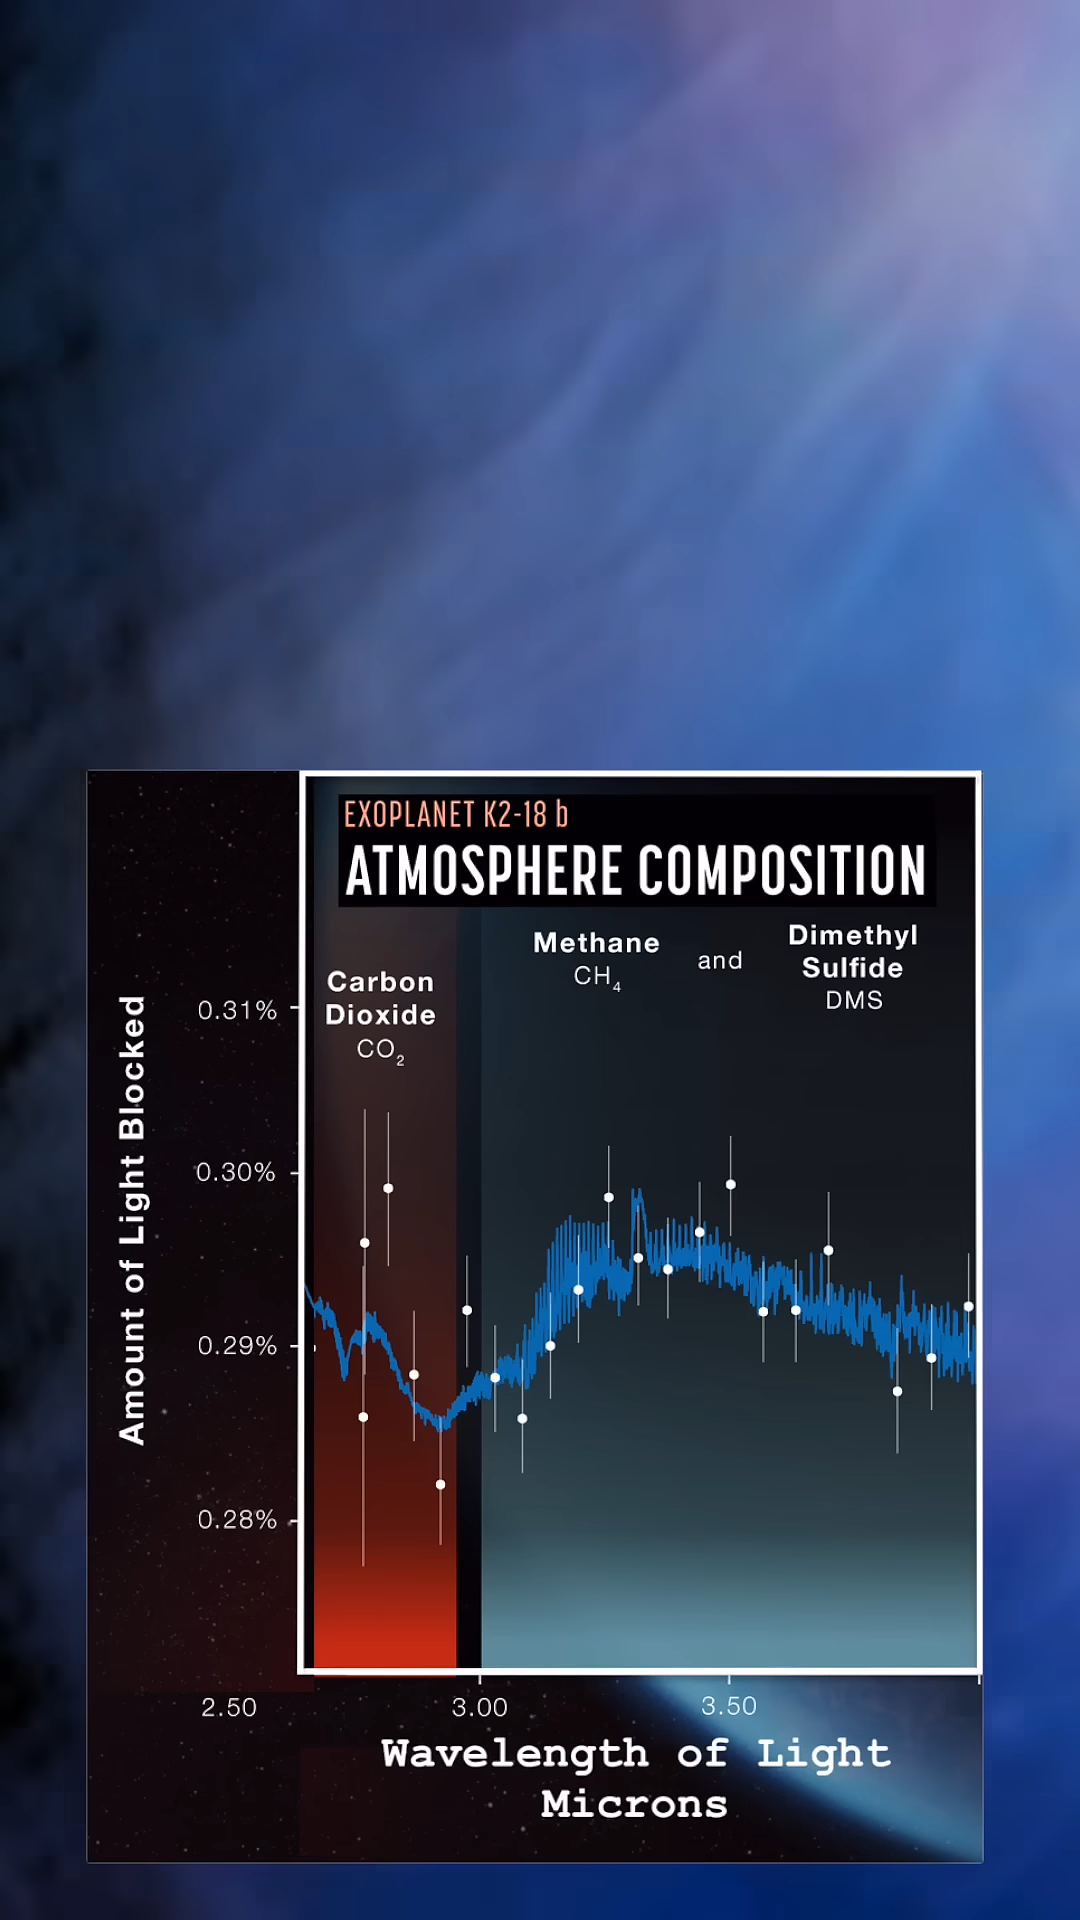 EXOPLANET K2-18 b
ATMOSPHERE COMPOSITION
Carbon
Dioxide
CO₂
Methane
CH₄
and
Dimethyl
Sulfide
DMS
Amount of Light Blocked
0.31%
0.30%
0.29%
0.28%
2.50
3.00
3.50
Wavelength of Light
Microns